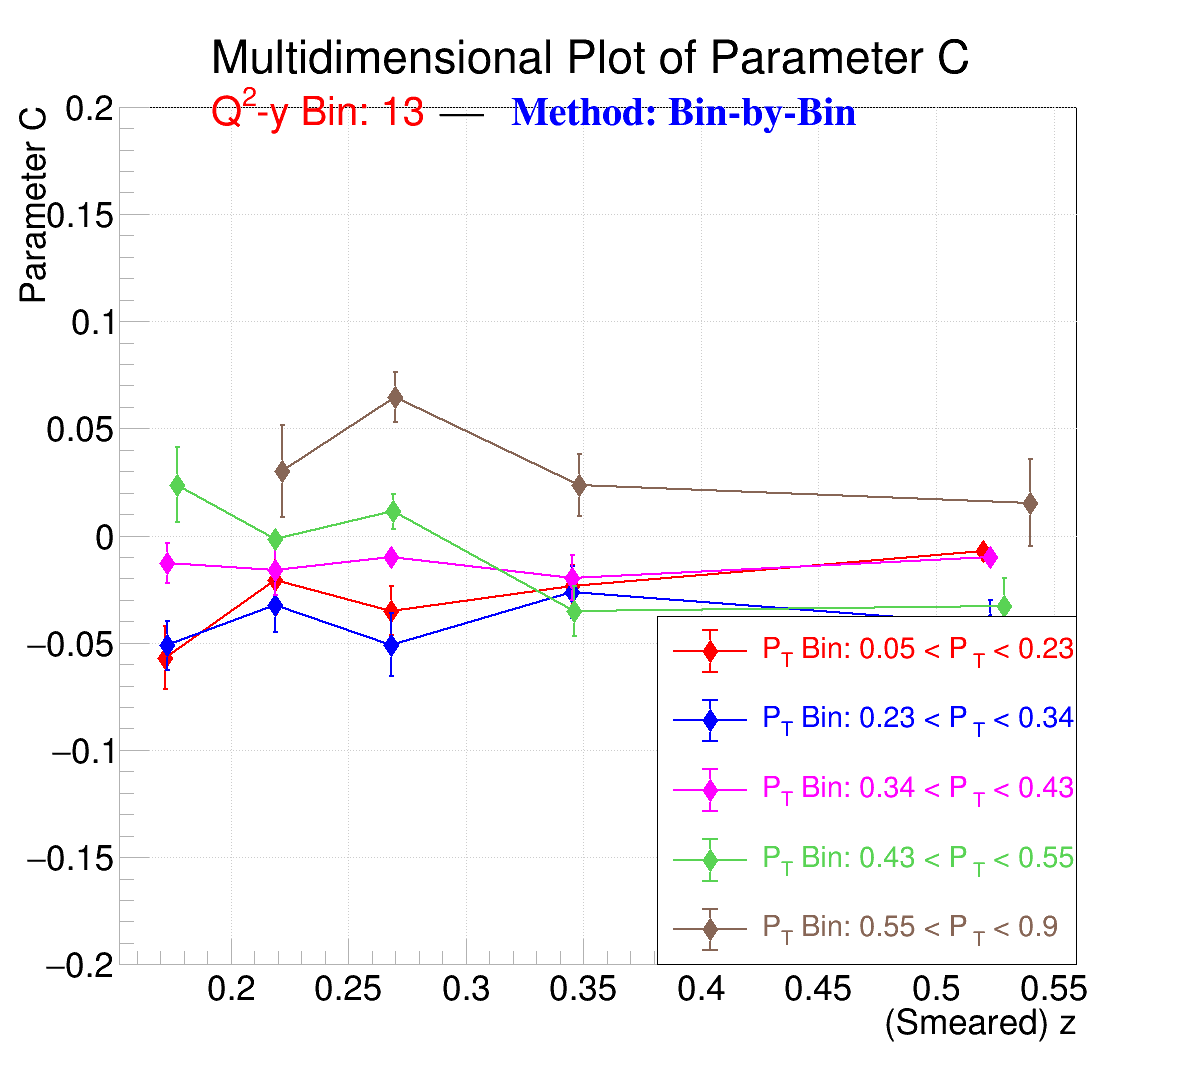 Multidimensional Plot of Parameter C
Q2-y Bin: 13 — Method: Bin-by-Bin
Parameter C
0.2
0.15
0.1
0.05
0
−0.05
−0.1
−0.15
−0.2
PT Bin: 0.05 < PT < 0.23
PT Bin: 0.23 < PT < 0.34
PT Bin: 0.34 < PT < 0.43
PT Bin: 0.43 < PT < 0.55
PT Bin: 0.55 < PT < 0.9
0.2 0.25 0.3 0.35 0.4 0.45 0.5 0.55
(Smeared) z